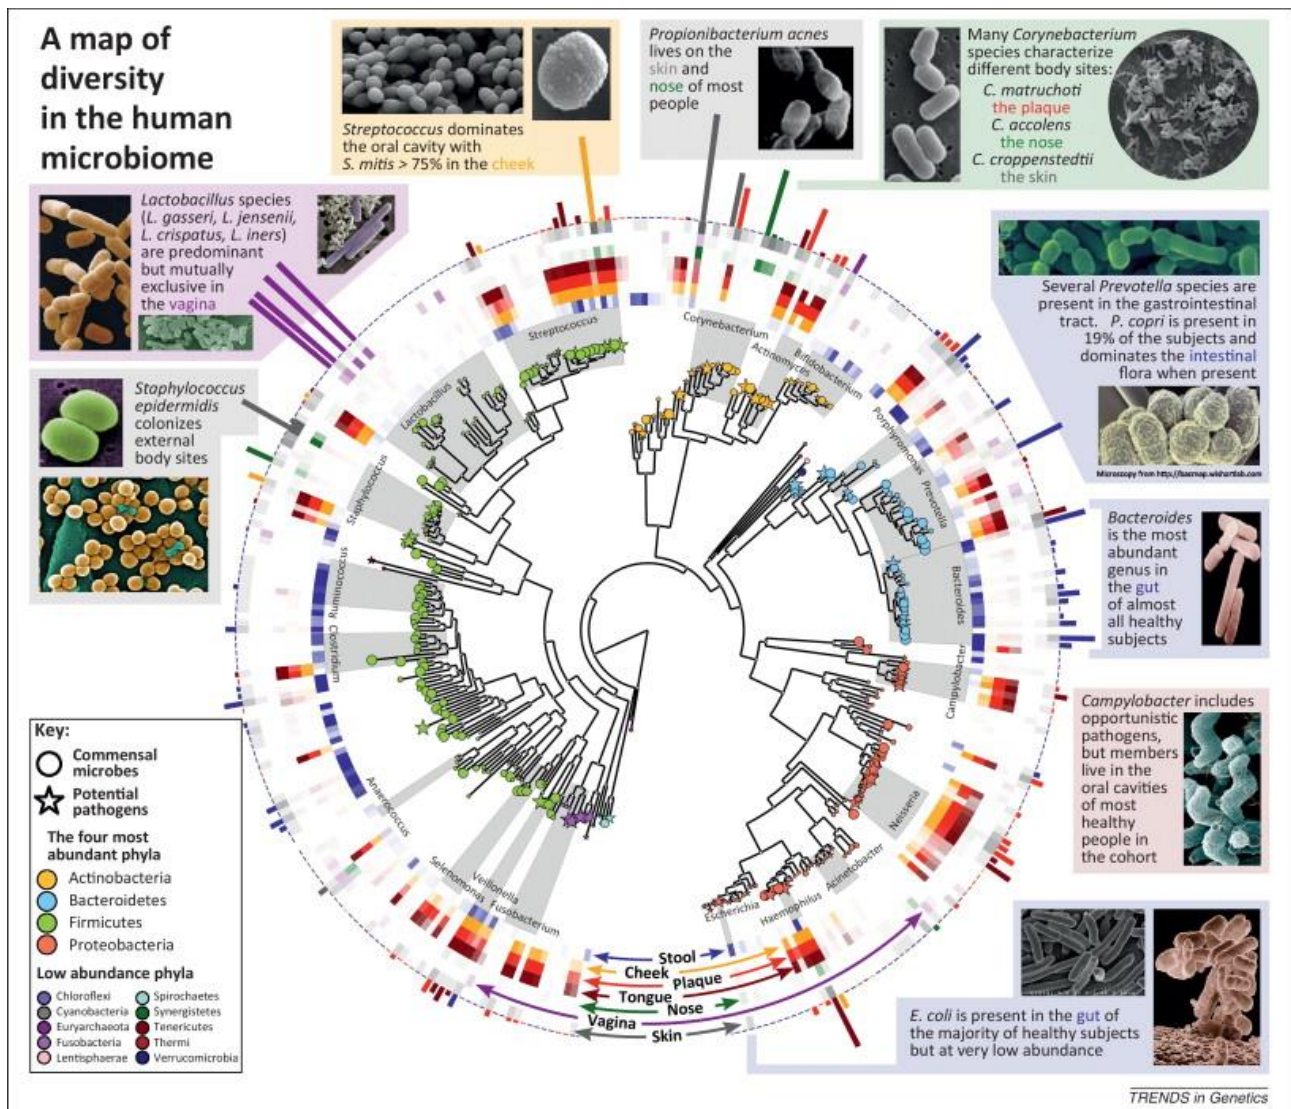 A map of
diversity
in the human
microbiome
Streptococcus dominates
the oral cavity with
S. mitis > 75% in the cheek
Propionibacterium acnes
lives on the
skin and
nose of most
people
Many Corynebacterium
species characterize
different body sites:
C. matruchoti
the plaque
C. accolens
the nose
C. croppenstedtii
the skin
Lactobacillus species
(L. gasseri, L. jensenii,
L. crispatus, L. iners)
are predominant
but mutually
exclusive in
the vagina
Several Prevotella species are
present in the gastrointestinal
tract. P. copri is present in
19% of the subjects and
dominates the intestinal
flora when present
Microscopy from http://bacmap.wishartlab.com
Staphylococcus
epidermidis
colonizes
external
body sites
Bacteroides
is the most
abundant
genus in
the gut
of almost
all healthy
subjects
Campylobacter includes
opportunistic
pathogens,
but members
live in the
oral cavities
of most
healthy
people in
the cohort
E. coli is present in the gut of
the majority of healthy subjects
but at very low abundance
Streptococcus
Corynebacterium
Actinomyces
Bifidobacterium
Lactobacillus
Porphyromonas
Prevotella
Staphylococcus
Bacteroides
Ruminococcus
Clostridium
Campylobacter
Anaerococcus
Neisseria
Selenomonas
Veillonella
Fusobacterium
Acinetobacter
Haemophilus
Escherichia
Stool
Cheek
Plaque
Tongue
Nose
Vagina
Skin
Key:
Commensal
microbes
Potential
pathogens
The four most
abundant phyla
Actinobacteria
Bacteroidetes
Firmicutes
Proteobacteria
Low abundance phyla
Chloroflexi
Cyanobacteria
Euryarchaeota
Fusobacteria
Lentisphaerae
Spirochaetes
Synergistetes
Tenericutes
Thermi
Verrucomicrobia
TRENDS in Genetics